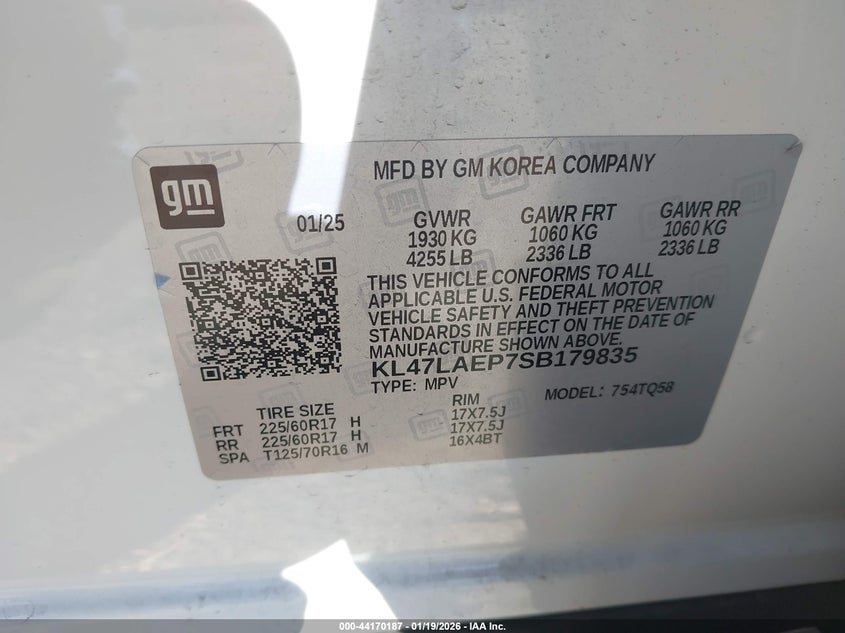 gm
MFD BY GM KOREA COMPANY
01/25
GVWR GAWR FRT GAWR RR
1930 KG 1060 KG 1060 KG
4255 LB 2336 LB 2336 LB
THIS VEHICLE CONFORMS TO ALL
APPLICABLE U.S. FEDERAL MOTOR
VEHICLE SAFETY AND THEFT PREVENTION
STANDARDS IN EFFECT ON THE DATE OF
MANUFACTURE SHOWN ABOVE.
KL47LAEP7SB179835
TYPE: MPV MODEL: 754TQ58
TIRE SIZE RIM
FRT 225/60R17 H 17X7.5J
RR 225/60R17 H 17X7.5J
SPA T125/70R16 M 16X4BT
000-44170187 - 01/19/2026 - IAA Inc.